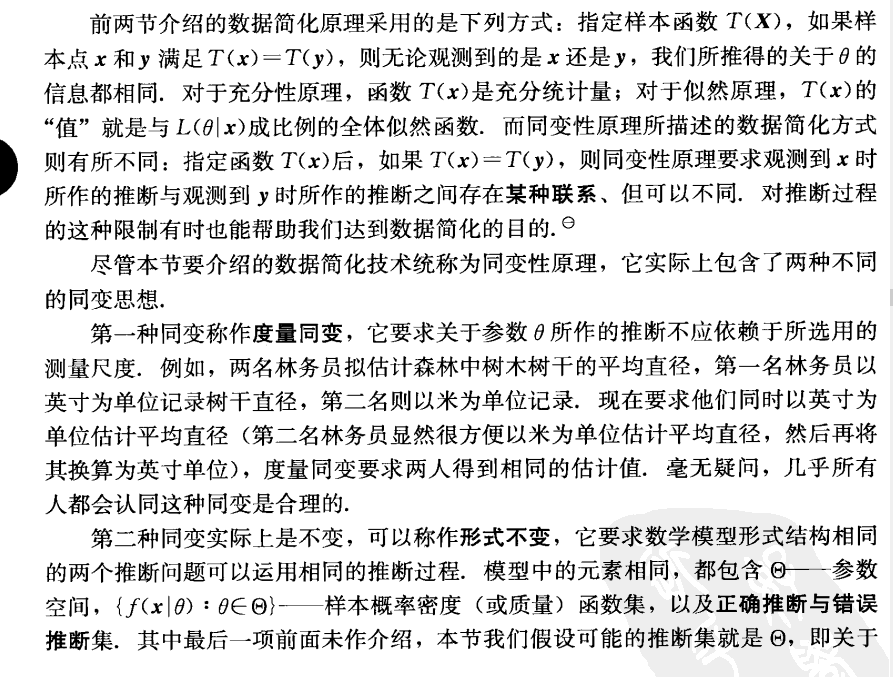 前两节介绍的数据简化原理采用的是下列方式：指定样本函数 T(X)，如果样
本点 x 和 y 满足 T(x)=T(y)，则无论观测到的是 x 还是 y，我们所推得的关于 θ 的
信息都相同．对于充分性原理，函数 T(x)是充分统计量；对于似然原理，T(x)的
“值”就是与 L(θ|x)成比例的全体似然函数．而同变性原理所描述的数据简化方式
则有所不同：指定函数 T(x)后，如果 T(x)=T(y)，则同变性原理要求观测到 x 时
所作的推断与观测到 y 时所作的推断之间存在某种联系、但可以不同．对推断过程
的这种限制有时也能帮助我们达到数据简化的目的．㊀
尽管本节要介绍的数据简化技术统称为同变性原理，它实际上包含了两种不同
的同变思想．
第一种同变称作度量同变，它要求关于参数 θ 所作的推断不应依赖于所选用的
测量尺度．例如，两名林务员拟估计森林中树木树干的平均直径，第一名林务员以
英寸为单位记录树干直径，第二名则以米为单位记录．现在要求他们同时以英寸为
单位估计平均直径（第二名林务员显然很方便以米为单位估计平均直径，然后再将
其换算为英寸单位），度量同变要求两人得到相同的估计值．毫无疑问，几乎所有
人都会认同这种同变是合理的．
第二种同变实际上是不变，可以称作形式不变，它要求数学模型形式结构相同
的两个推断问题可以运用相同的推断过程．模型中的元素相同，都包含 Θ——参数
空间，{f(x|θ)：θ∈Θ}——样本概率密度（或质量）函数集，以及正确推断与错误
推断集．其中最后一项前面未作介绍，本节我们假设可能的推断集就是 Θ，即关于